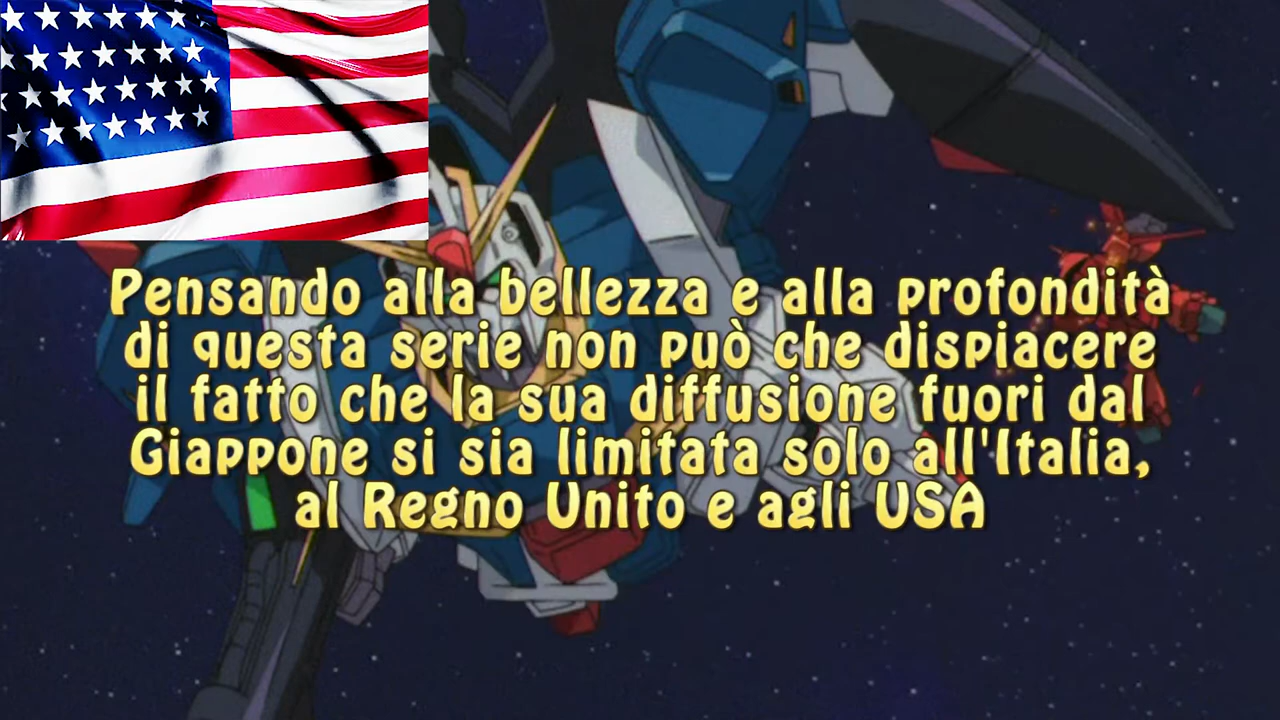 Pensando alla bellezza e alla profondità
di questa serie non può che dispiacere
il fatto che la sua diffusione fuori dal
Giappone si sia limitata solo all'Italia,
al Regno Unito e agli USA